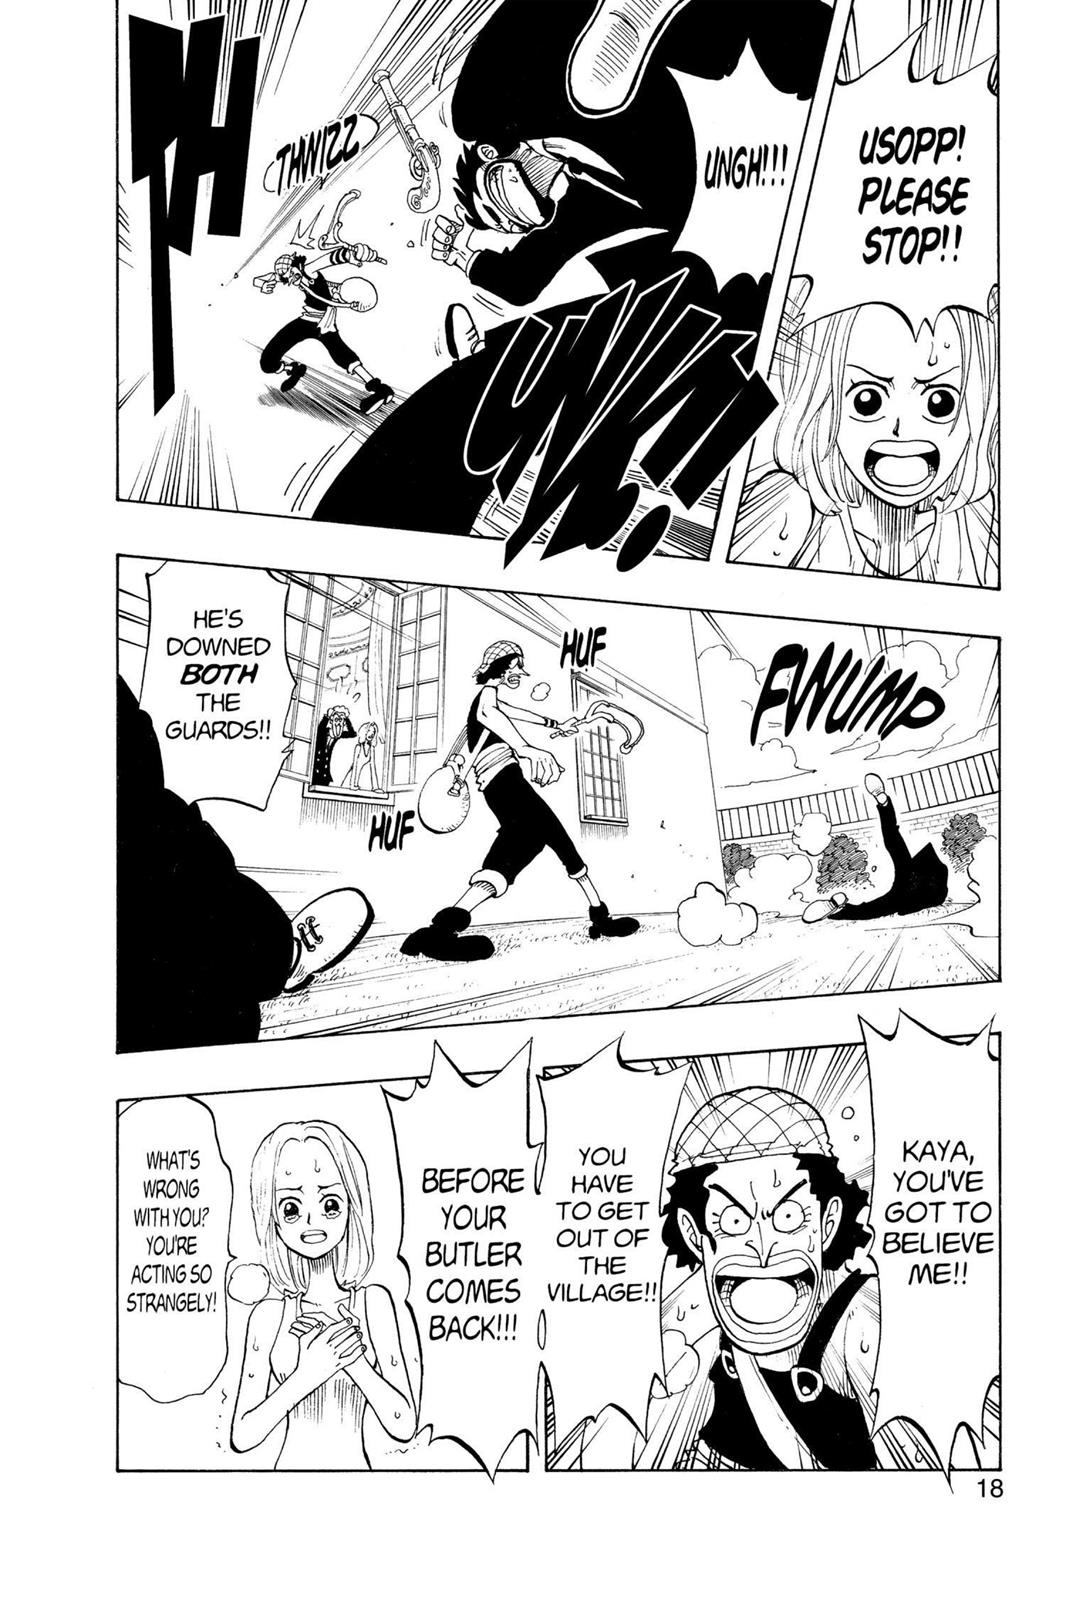 USOPP!
PLEASE
STOP!!
UNGH!!!
THWIZZ
FWUMP
HUF
HUF
HE'S
DOWNED
BOTH
THE
GUARDS!!
KAYA,
YOU'VE
GOT TO
BELIEVE
ME!!
YOU
HAVE
TO GET
OUT OF
THE
VILLAGE!!
BEFORE
YOUR
BUTLER
COMES
BACK!!!
WHAT'S
WRONG
WITH YOU?
YOU'RE
ACTING SO
STRANGELY!
18